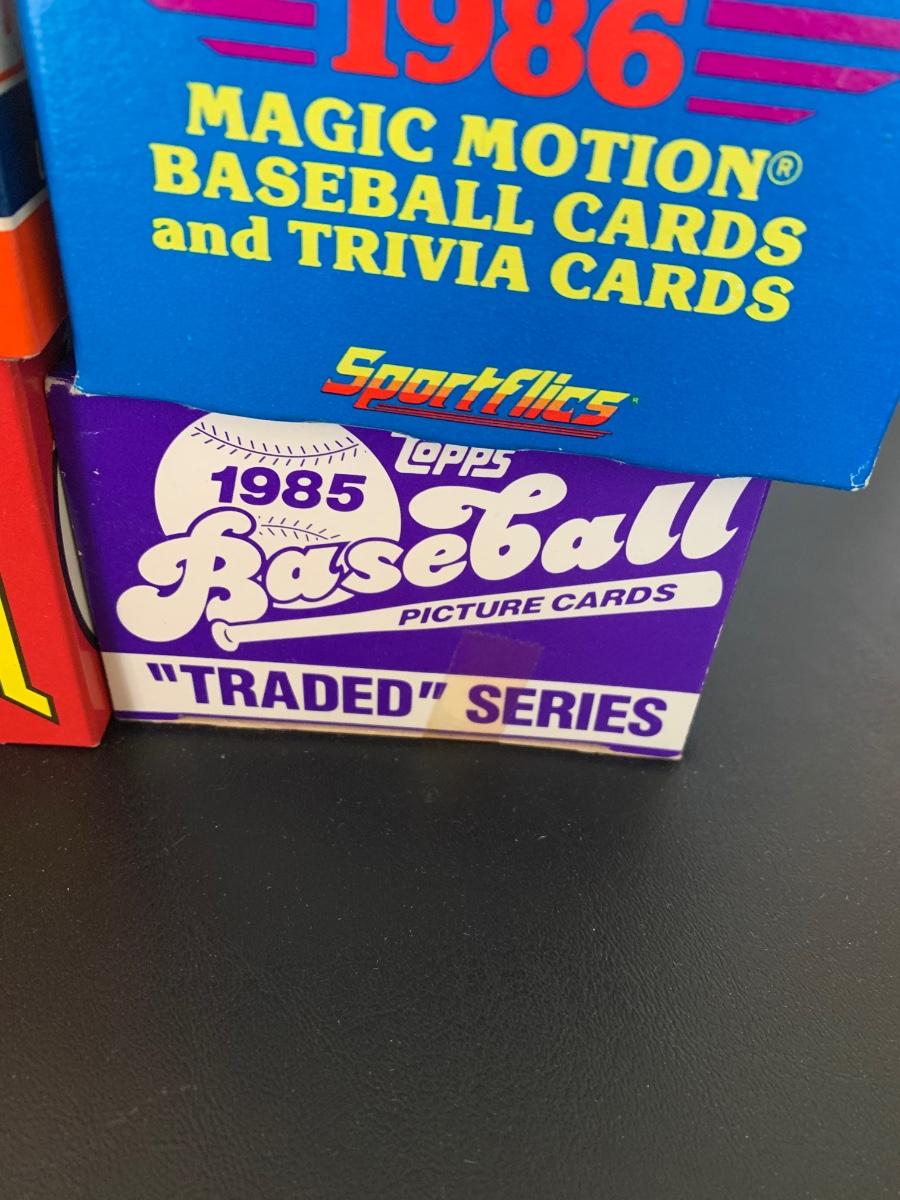 1986
MAGIC MOTION®
BASEBALL CARDS
and TRIVIA CARDS
Sportflics
TOPPS
1985
Baseball
PICTURE CARDS
"TRADED" SERIES